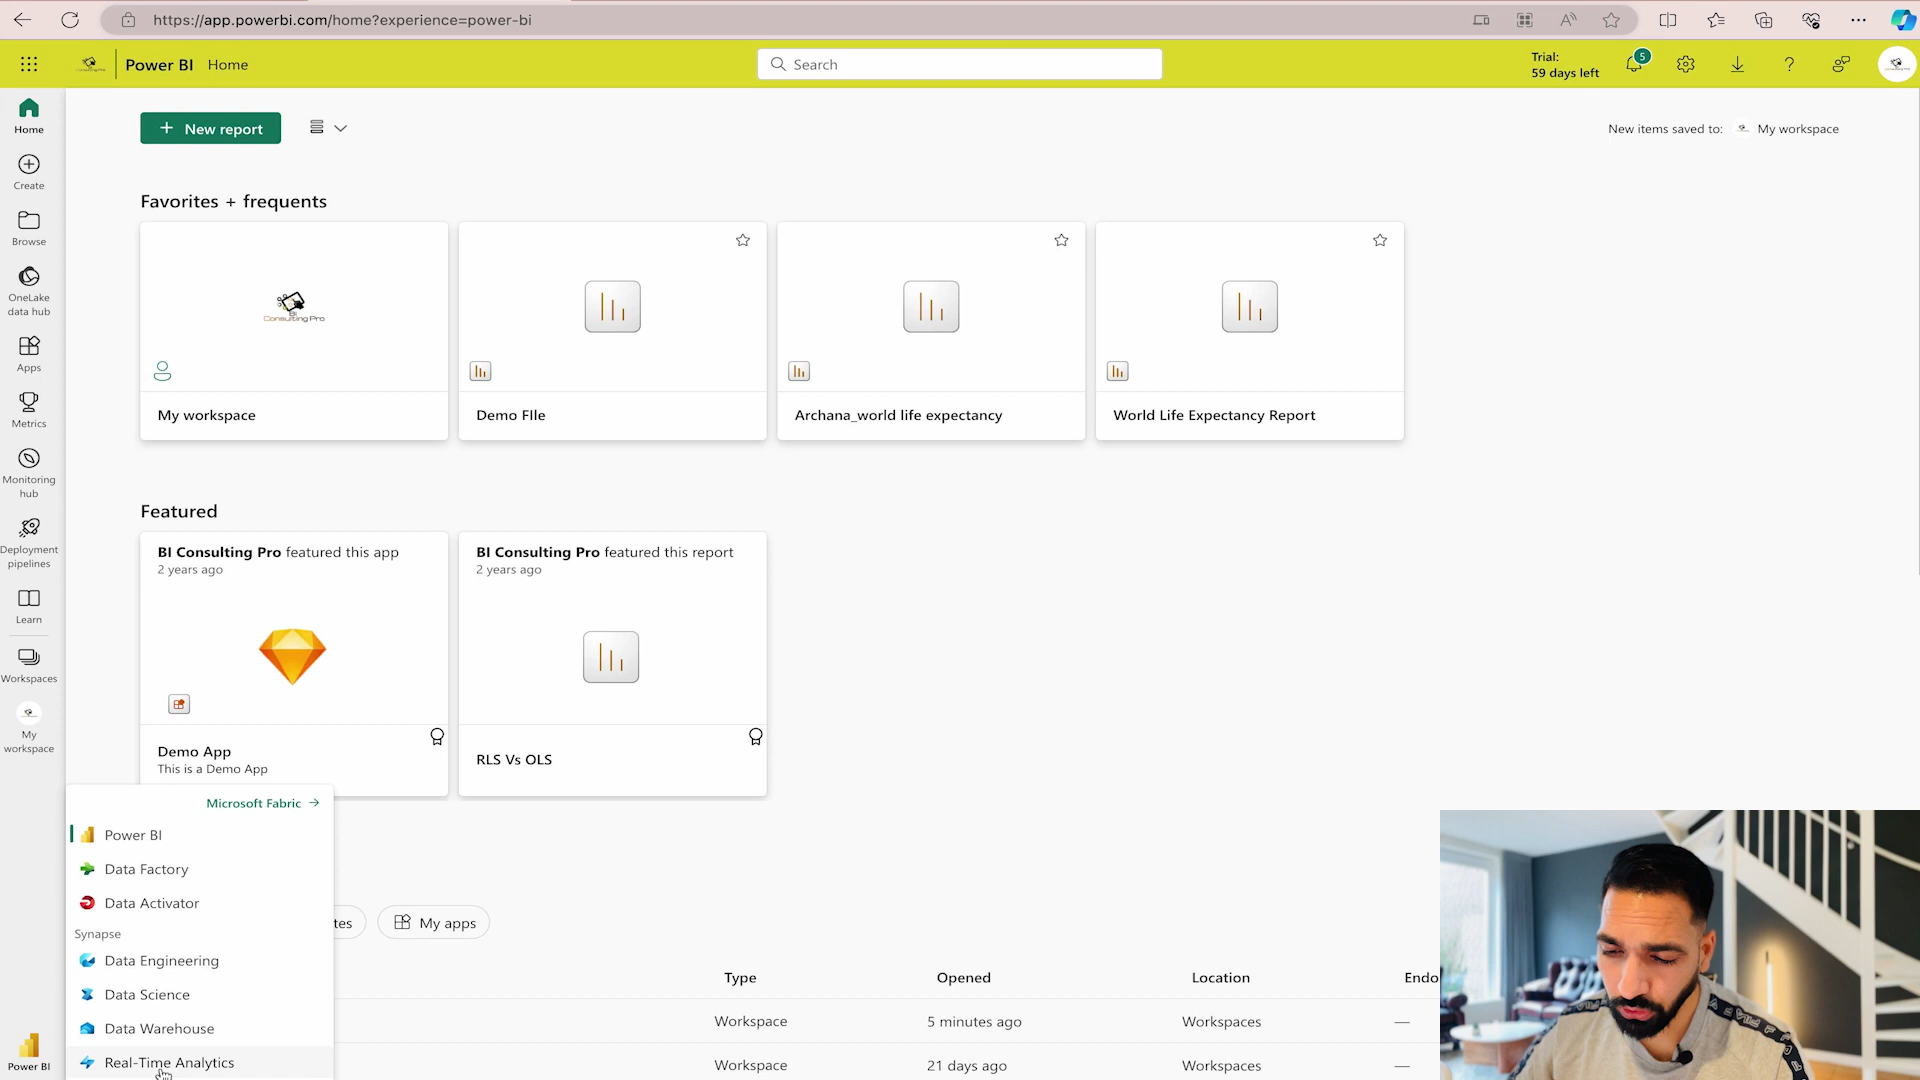 https://app.powerbi.com/home?experience=power-bi
Power BI Home
Search
Trial:
59 days left
5
Home
Create
Browse
OneLake
data hub
Apps
Metrics
Monitoring
hub
Deployment
pipelines
Learn
Workspaces
My
workspace
Power BI
New report
New items saved to: My workspace
Favorites + frequents
BI
Consulting Pro
My workspace
Demo FIle
Archana_world life expectancy
World Life Expectancy Report
Featured
BI Consulting Pro featured this app
2 years ago
Demo App
This is a Demo App
BI Consulting Pro featured this report
2 years ago
RLS Vs OLS
Microsoft Fabric
Power BI
Data Factory
Data Activator
Synapse
Data Engineering
Data Science
Data Warehouse
Real-Time Analytics
tes
My apps
Type Opened Location Endo
Workspace 5 minutes ago Workspaces —
Workspace 21 days ago Workspaces —